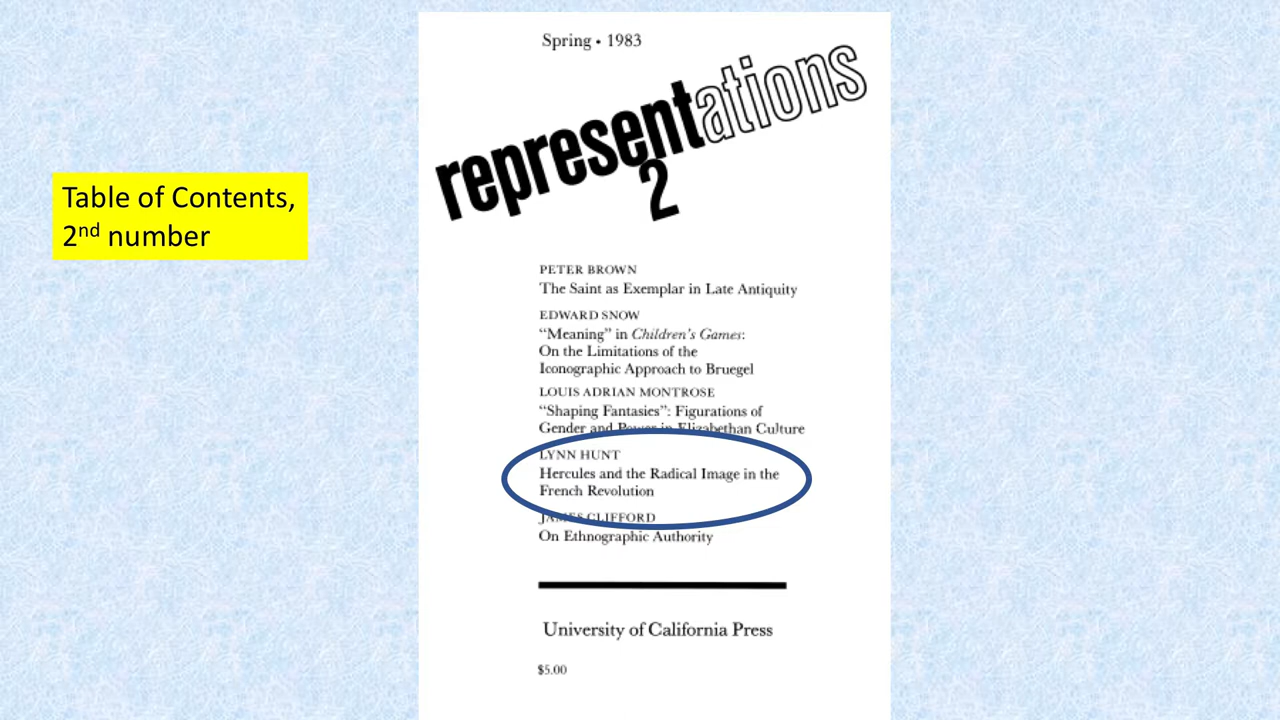 Spring • 1983
representations
2
Table of Contents,
2nd number
PETER BROWN
The Saint as Exemplar in Late Antiquity
EDWARD SNOW
“Meaning” in Children’s Games:
On the Limitations of the
Iconographic Approach to Bruegel
LOUIS ADRIAN MONTROSE
“Shaping Fantasies”: Figurations of
Gender and Power in Elizabethan Culture
LYNN HUNT
Hercules and the Radical Image in the
French Revolution
JAMES CLIFFORD
On Ethnographic Authority
University of California Press
$5.00